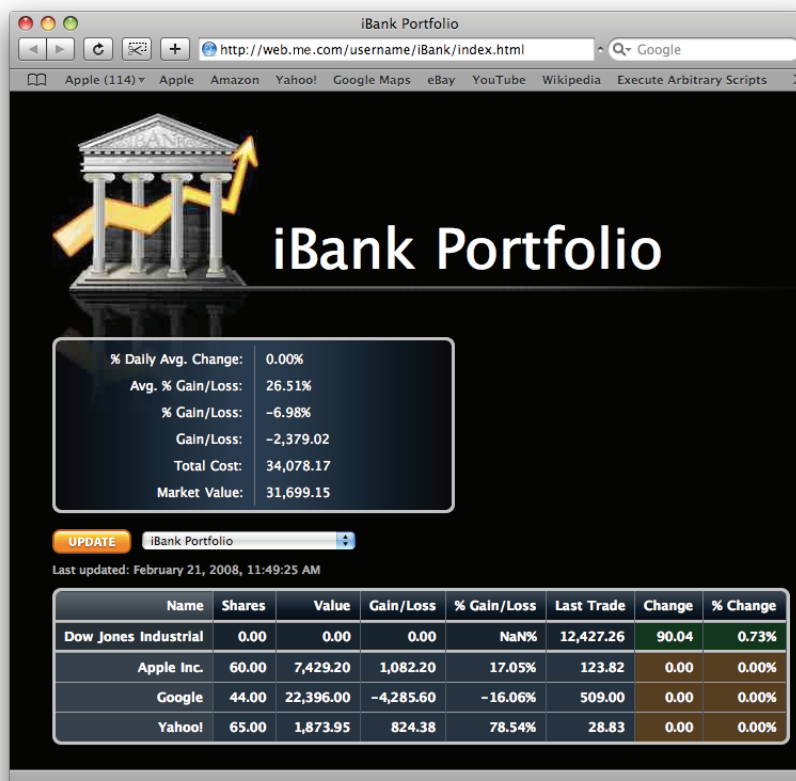 iBank Portfolio
http://web.me.com/username/iBank/index.html Google
Apple (114) Apple Amazon Yahoo! Google Maps eBay YouTube Wikipedia Execute Arbitrary Scripts
BANK
iBank Portfolio
% Daily Avg. Change: 0.00%
Avg. % Gain/Loss: 26.51%
% Gain/Loss: -6.98%
Gain/Loss: -2,379.02
Total Cost: 34,078.17
Market Value: 31,699.15
UPDATE iBank Portfolio
Last updated: February 21, 2008, 11:49:25 AM
Name Shares Value Gain/Loss % Gain/Loss Last Trade Change % Change
Dow Jones Industrial 0.00 0.00 0.00 NaN% 12,427.26 90.04 0.73%
Apple Inc. 60.00 7,429.20 1,082.20 17.05% 123.82 0.00 0.00%
Google 44.00 22,396.00 -4,285.60 -16.06% 509.00 0.00 0.00%
Yahoo! 65.00 1,873.95 824.38 78.54% 28.83 0.00 0.00%